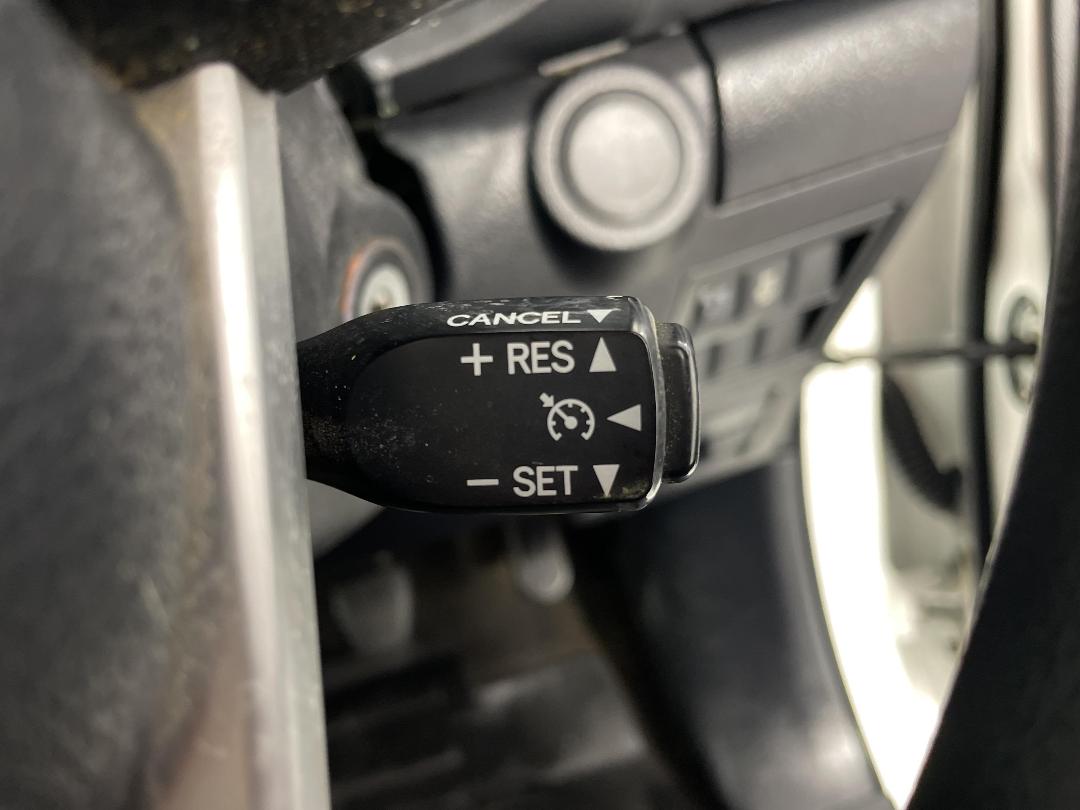 CANCEL ▼
+ RES ▲
◀
− SET ▼